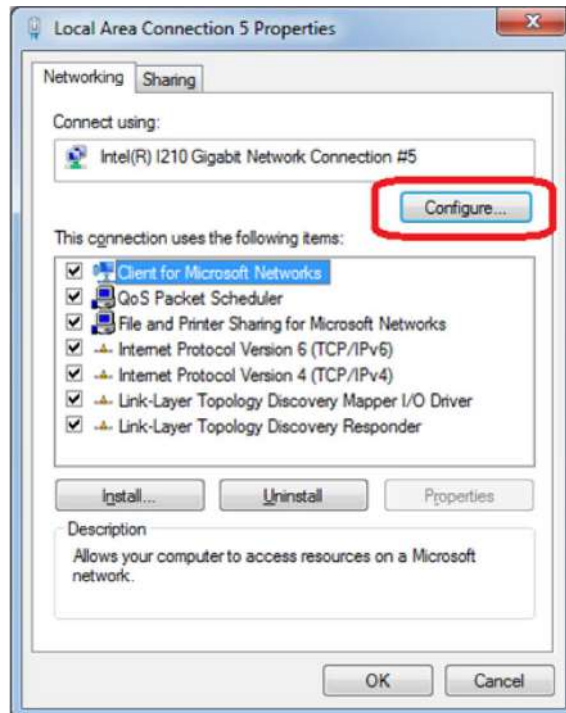 Local Area Connection 5 Properties
Networking
Sharing
Connect using:
Intel(R) I210 Gigabit Network Connection #5
Configure...
This connection uses the following items:
Client for Microsoft Networks
QoS Packet Scheduler
File and Printer Sharing for Microsoft Networks
Internet Protocol Version 6 (TCP/IPv6)
Internet Protocol Version 4 (TCP/IPv4)
Link-Layer Topology Discovery Mapper I/O Driver
Link-Layer Topology Discovery Responder
Install...
Uninstall
Properties
Description
Allows your computer to access resources on a Microsoft
network.
OK
Cancel